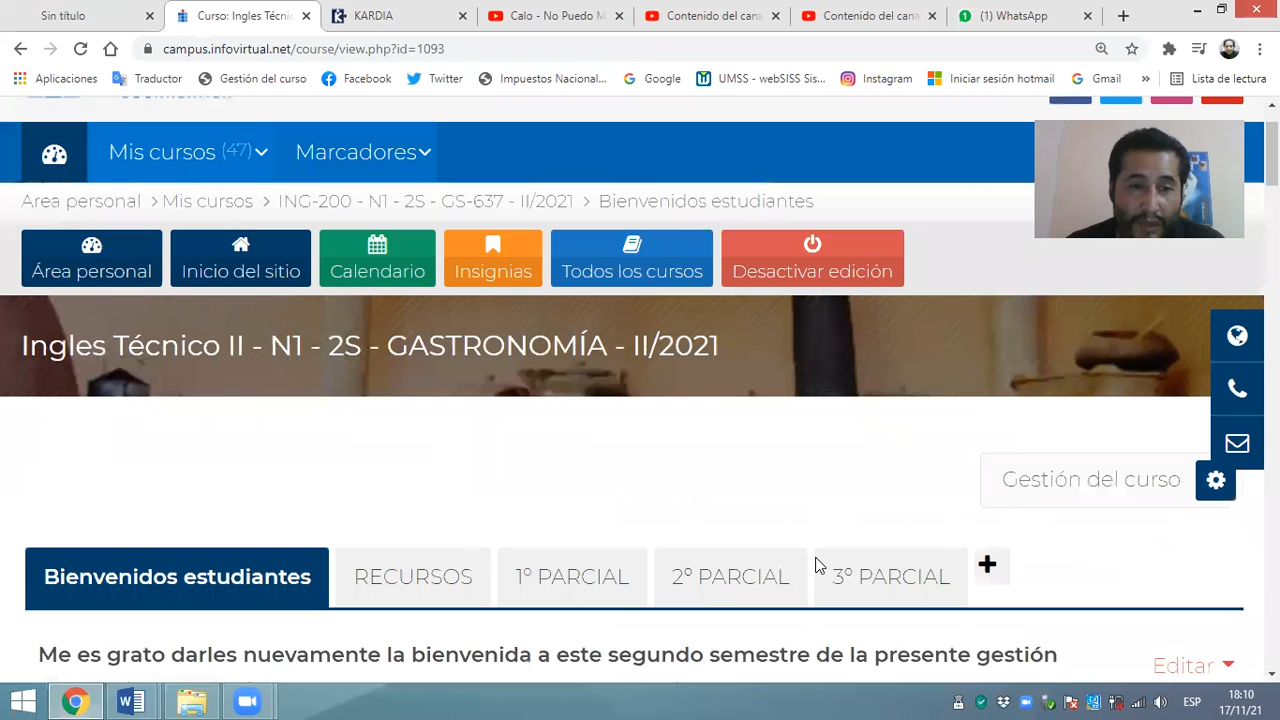 Sin título
Curso: Ingles Técnic
KARDIA
Calo - No Puedo M
Contenido del cana
Contenido del cana
(1) WhatsApp
campus.infovirtual.net/course/view.php?id=1093
Aplicaciones
Traductor
Gestión del curso
Facebook
Twitter
Impuestos Nacional...
Google
UMSS - webSISS Sis...
Instagram
Iniciar sesión hotmail
Gmail
»
Lista de lectura
Mis cursos (47)
Marcadores
Área personal > Mis cursos > ING-200 - N1 - 2S - GS-637 - II/2021 > Bienvenidos estudiantes
Área personal
Inicio del sitio
Calendario
Insignias
Todos los cursos
Desactivar edición
Ingles Técnico II - N1 - 2S - GASTRONOMÍA - II/2021
Gestión del curso
Bienvenidos estudiantes
RECURSOS
1º PARCIAL
2º PARCIAL
3º PARCIAL
Me es grato darles nuevamente la bienvenida a este segundo semestre de la presente gestión
Editar
ESP
18:10
17/11/21